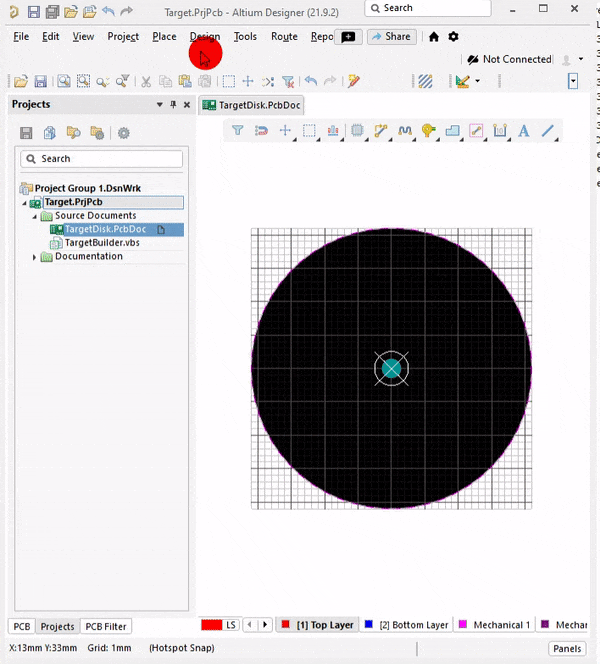 Target.PrjPcb - Altium Designer (21.9.2)
Search
File Edit View Project Place Design Tools Route Repo
Share
Not Connected
Projects
TargetDisk.PcbDoc
Search
Project Group 1.DsnWrk
Target.PrjPcb
Source Documents
TargetDisk.PcbDoc
TargetBuilder.vbs
Documentation
PCB Projects PCB Filter
LS [1] Top Layer [2] Bottom Layer Mechanical 1 Mechar
X:13mm Y:33mm Grid: 1mm (Hotspot Snap)
Panels